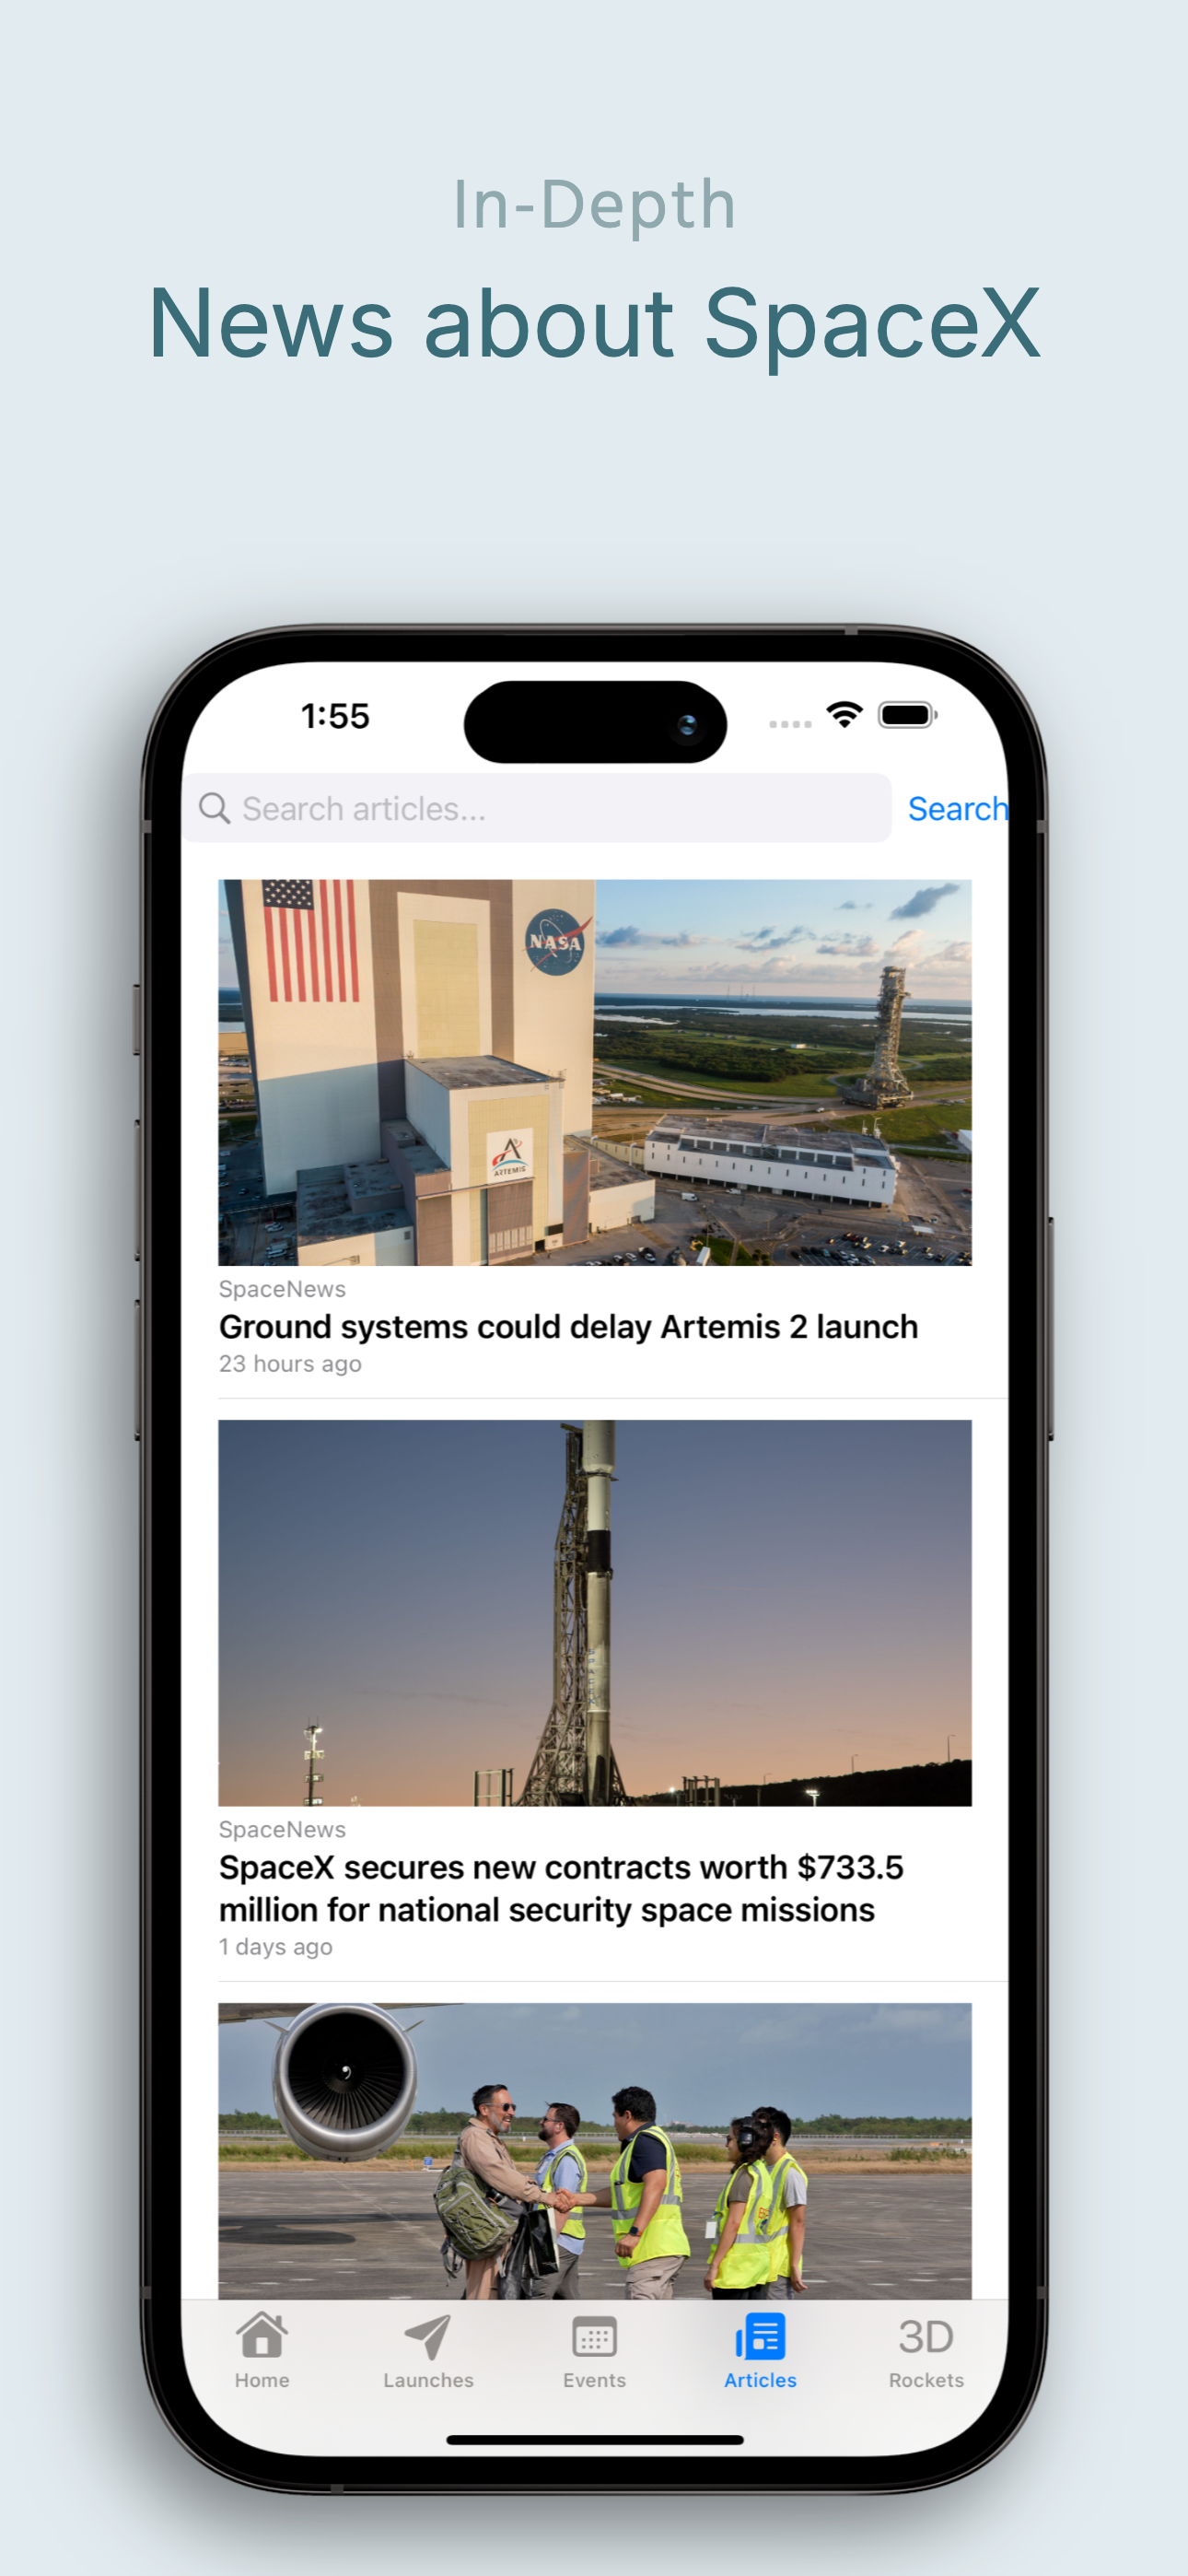 In-Depth
News about SpaceX
1:55
Search articles...
Search
NASA
ARTEMIS
SpaceNews
Ground systems could delay Artemis 2 launch
23 hours ago
SpaceNews
SpaceX secures new contracts worth $733.5
million for national security space missions
1 days ago
Home
Launches
Events
Articles
3D
Rockets